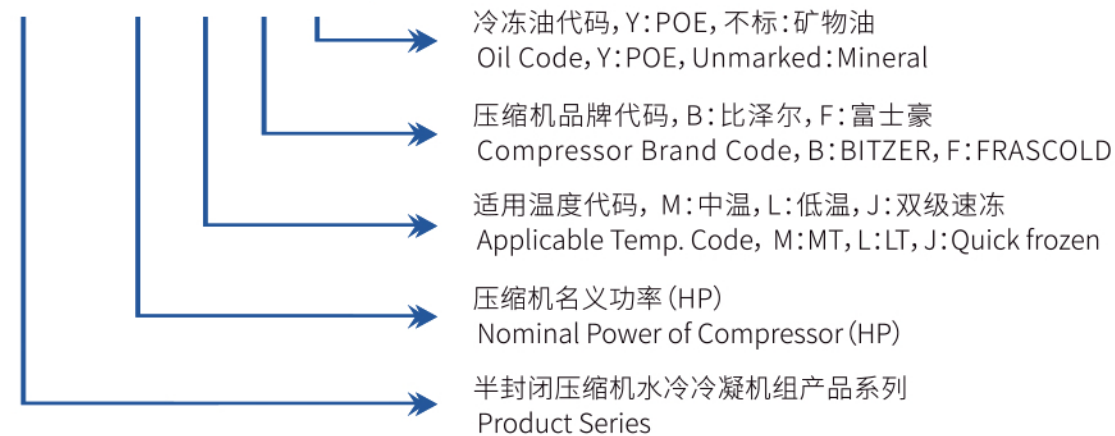 冷冻油代码，Y：POE，不标：矿物油
Oil Code, Y：POE, Unmarked：Mineral
压缩机品牌代码，B：比泽尔，F：富士豪
Compressor Brand Code, B：BITZER, F：FRASCOLD
适用温度代码，M：中温，L：低温，J：双级速冻
Applicable Temp. Code, M：MT, L：LT, J：Quick frozen
压缩机名义功率（HP）
Nominal Power of Compressor（HP）
半封闭压缩机水冷冷凝机组产品系列
Product Series